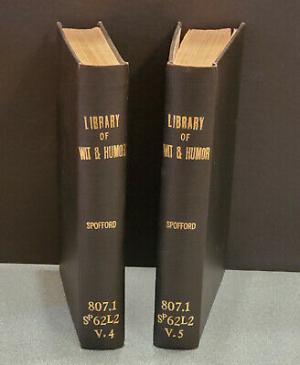 LIBRARY
OF
WIT & HUMOR
SPOFFORD
807.1
SP62L2
V.4
LIBRARY
OF
WIT & HUMOR
SPOFFORD
807.1
SP62L2
V.5